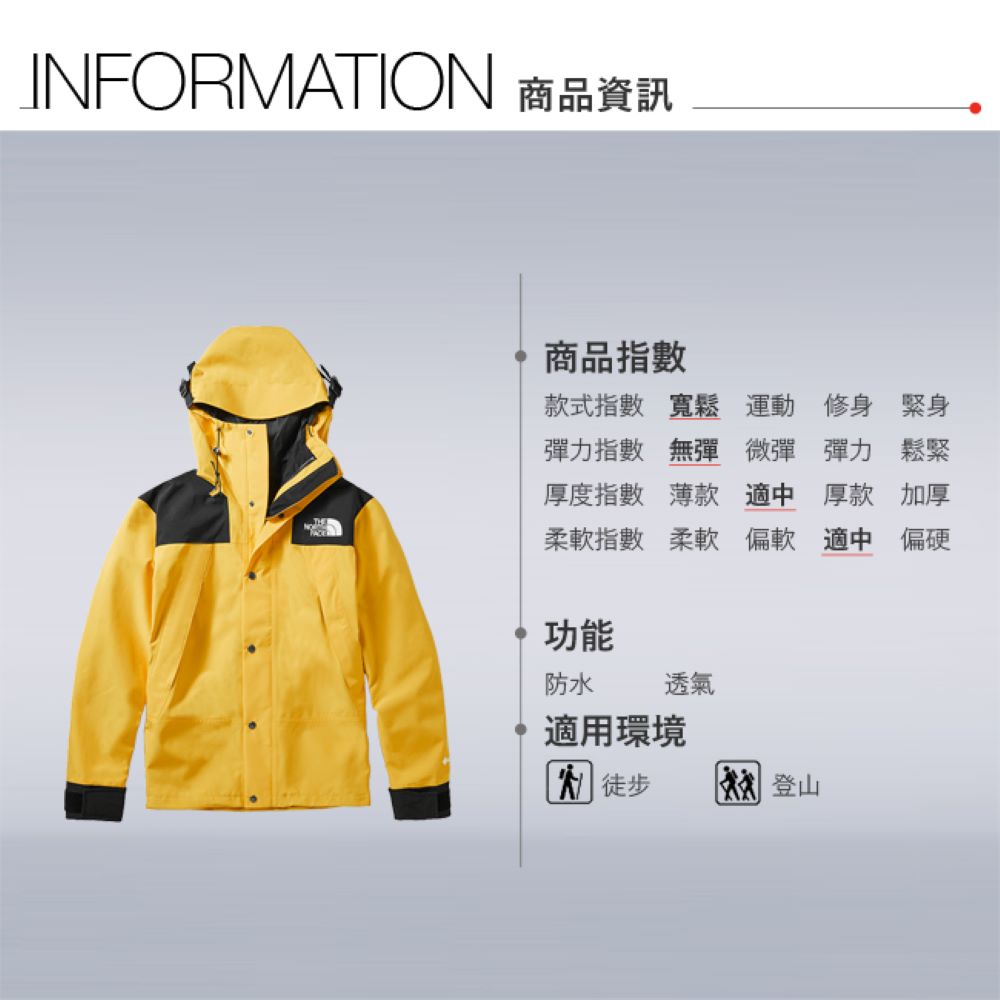 INFORMATION 商品資訊
THE
NORTH
FACE
商品指數
款式指數 寬鬆 運動 修身 緊身
彈力指數 無彈 微彈 彈力 鬆緊
厚度指數 薄款 適中 厚款 加厚
柔軟指數 柔軟 偏軟 適中 偏硬
功能
防水 透氣
適用環境
徒步 登山